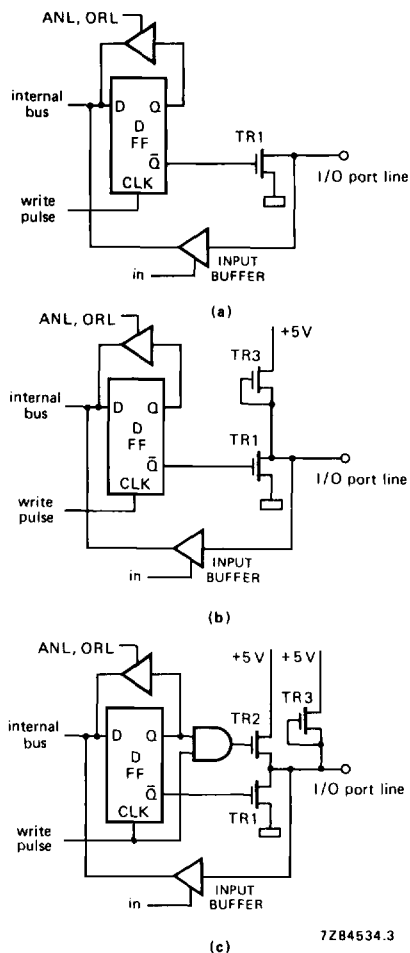 ANL, ORL
internal bus
D Q
D FF
Q̅
CLK
write pulse
TR1
I/O port line
in
INPUT BUFFER
(a)
ANL, ORL
+5V
TR3
internal bus
D Q
D FF
TR1
Q̅
CLK
I/O port line
write pulse
in
INPUT BUFFER
(b)
ANL, ORL
+5V +5V
TR3
TR2
internal bus
D Q
D FF
Q̅
CLK
TR1
I/O port line
write pulse
in
INPUT BUFFER
(c)
7Z84534.3